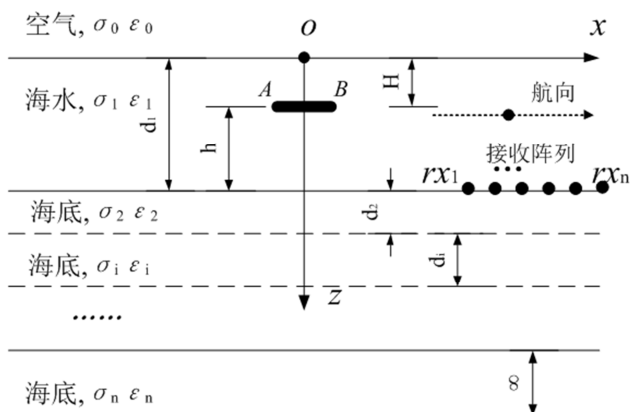 空气, σ₀ ε₀
o
x
海水, σ₁ ε₁
d₁
A
B
h
H
航向
接收阵列
...
rx₁
rxₙ
海底, σ₂ ε₂
d₂
海底, σᵢ εᵢ
dᵢ
z
......
海底, σₙ εₙ
∞